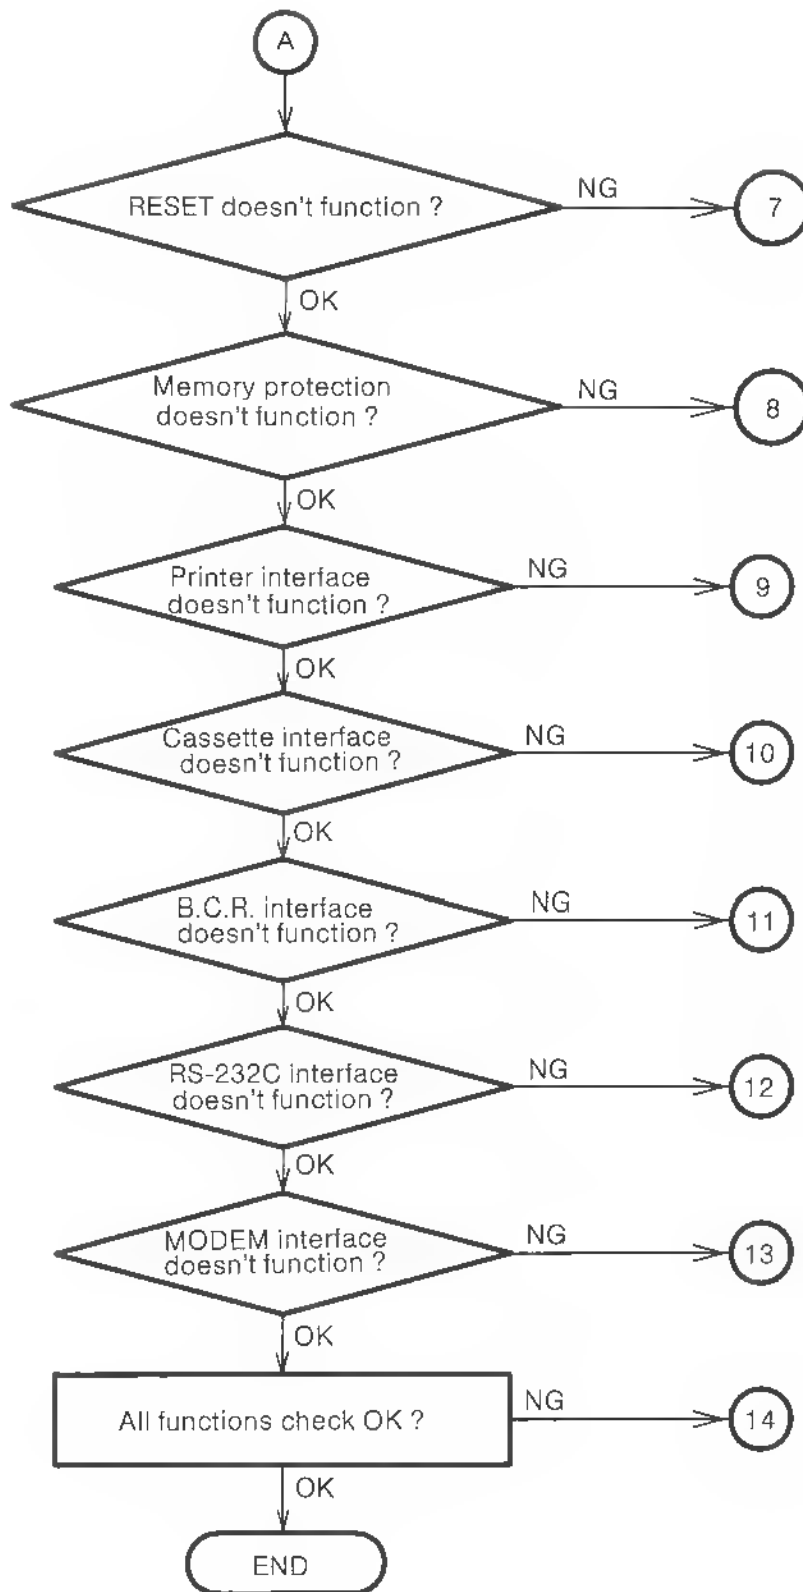 A
RESET doesn't function ?
NG
7
OK
Memory protection
doesn't function ?
NG
8
OK
Printer interface
doesn't function ?
NG
9
OK
Cassette interface
doesn't function ?
NG
10
OK
B.C.R. interface
doesn't function ?
NG
11
OK
RS-232C interface
doesn't function ?
NG
12
OK
MODEM interface
doesn't function ?
NG
13
OK
All functions check OK ?
NG
14
OK
END